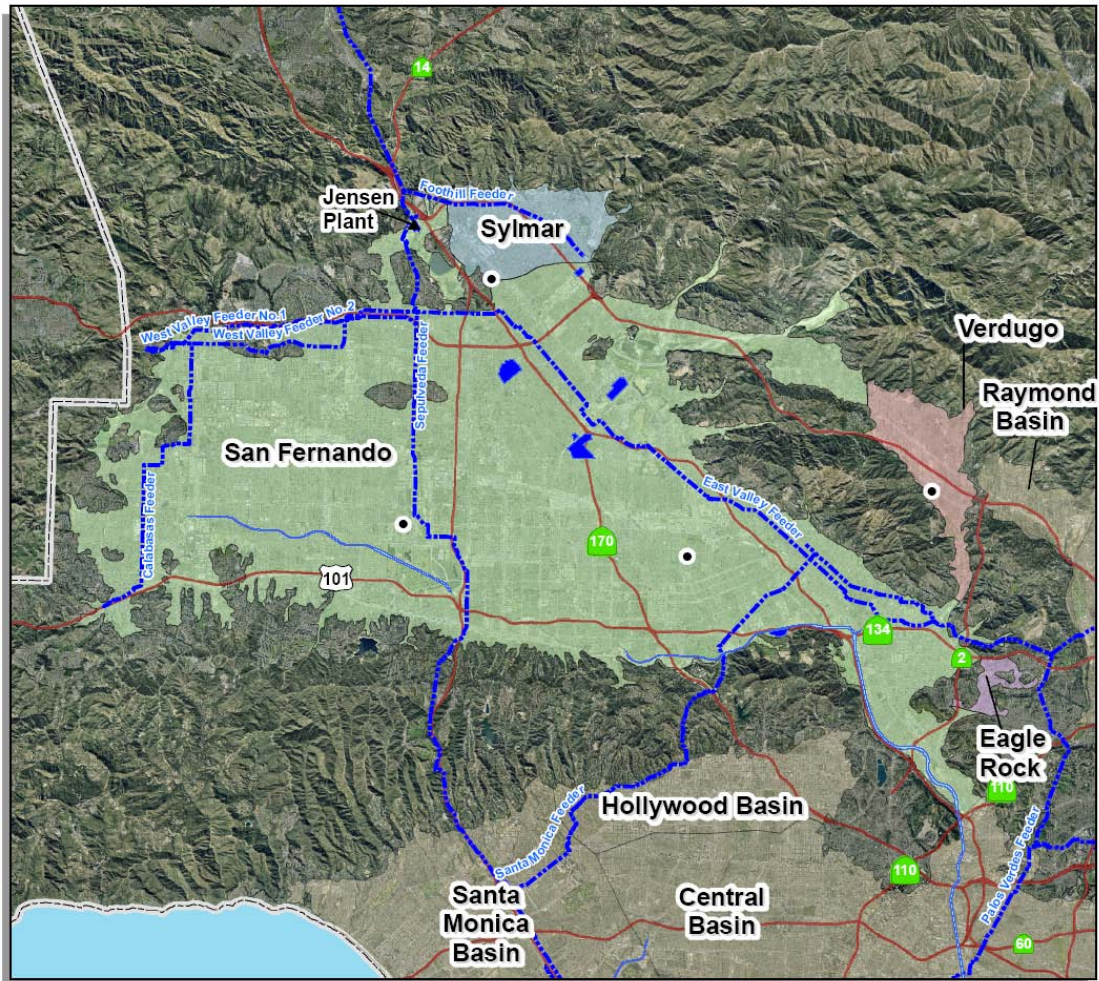 14
Foothill Feeder
Jensen
Plant
Sylmar
West Valley Feeder No.1
West Valley Feeder No.2
Verdugo
Sepulveda Feeder
Raymond
Basin
San Fernando
Calabasas Feeder
East Valley Feeder
170
101
134
2
Eagle
Rock
110
Hollywood Basin
Santa Monica Feeder
Palos Verdes Feeder
110
Santa
Monica
Basin
Central
Basin
60